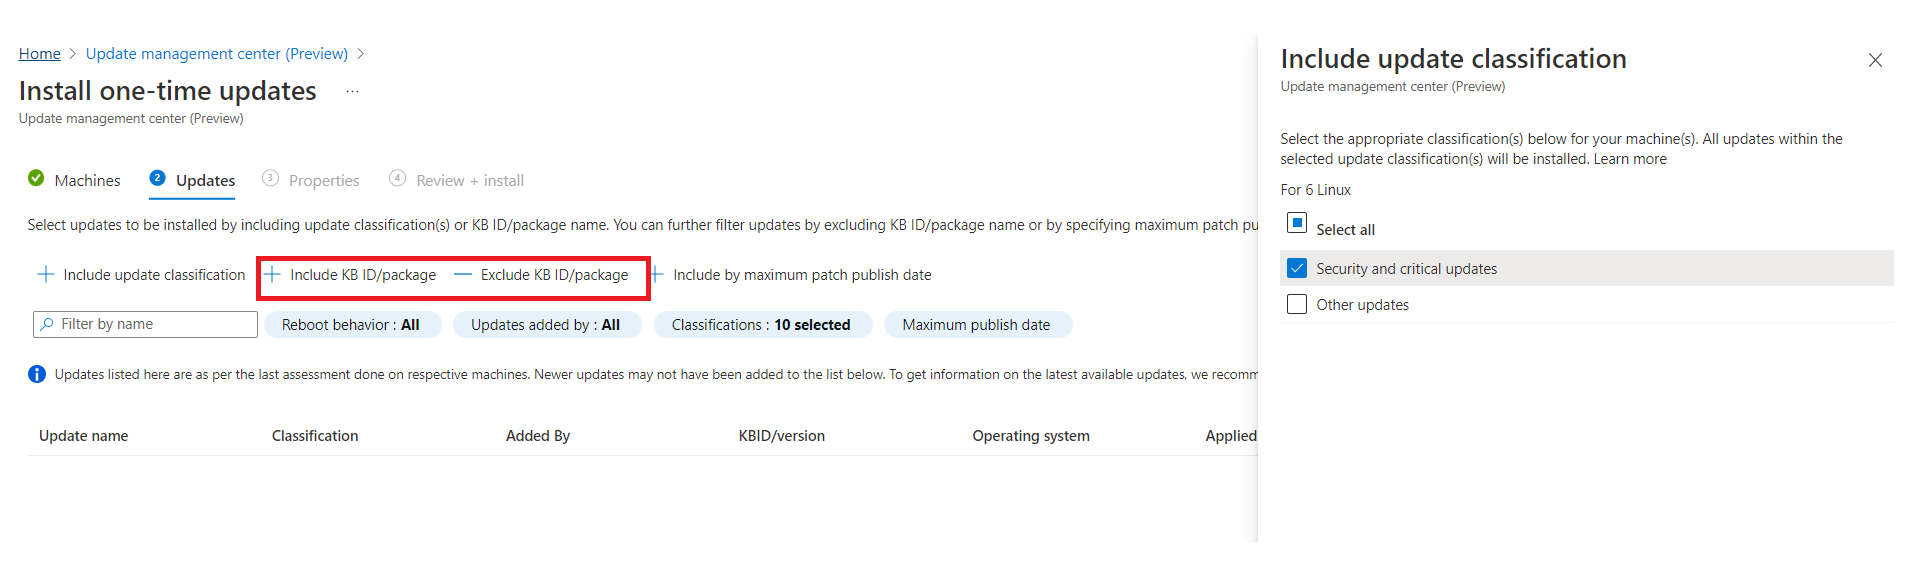 Home > Update management center (Preview) >
Install one-time updates ...
Update management center (Preview)
Machines 2 Updates 3 Properties 4 Review + install
Select updates to be installed by including update classification(s) or KB ID/package name. You can further filter updates by excluding KB ID/package name or by specifying maximum patch pu
+ Include update classification + Include KB ID/package — Exclude KB ID/package + Include by maximum patch publish date
Filter by name Reboot behavior : All Updates added by : All Classifications : 10 selected Maximum publish date
Updates listed here are as per the last assessment done on respective machines. Newer updates may not have been added to the list below. To get information on the latest available updates, we recomm
Update name Classification Added By KBID/version Operating system Applied
Include update classification
Update management center (Preview)
Select the appropriate classification(s) below for your machine(s). All updates within the
selected update classification(s) will be installed. Learn more
For 6 Linux
Select all
Security and critical updates
Other updates